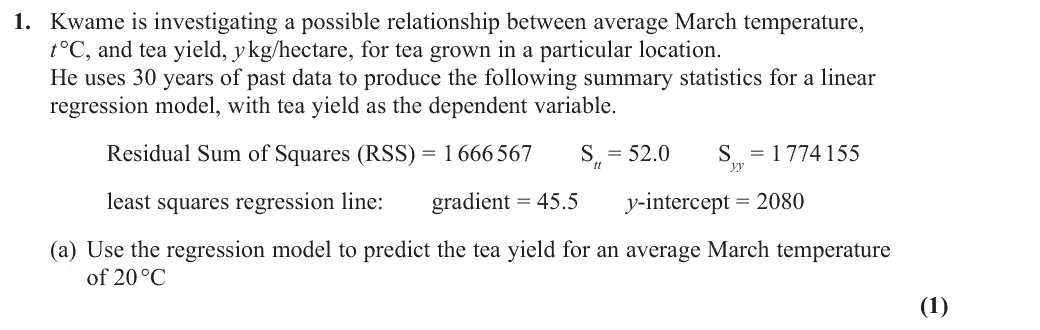 1. Kwame is investigating a possible relationship between average March temperature,
t°C, and tea yield, y kg/hectare, for tea grown in a particular location.
He uses 30 years of past data to produce the following summary statistics for a linear
regression model, with tea yield as the dependent variable.
Residual Sum of Squares (RSS) = 1 666 567 S_tt = 52.0 S_yy = 1 774 155
least squares regression line: gradient = 45.5 y-intercept = 2080
(a) Use the regression model to predict the tea yield for an average March temperature
of 20 °C
(1)